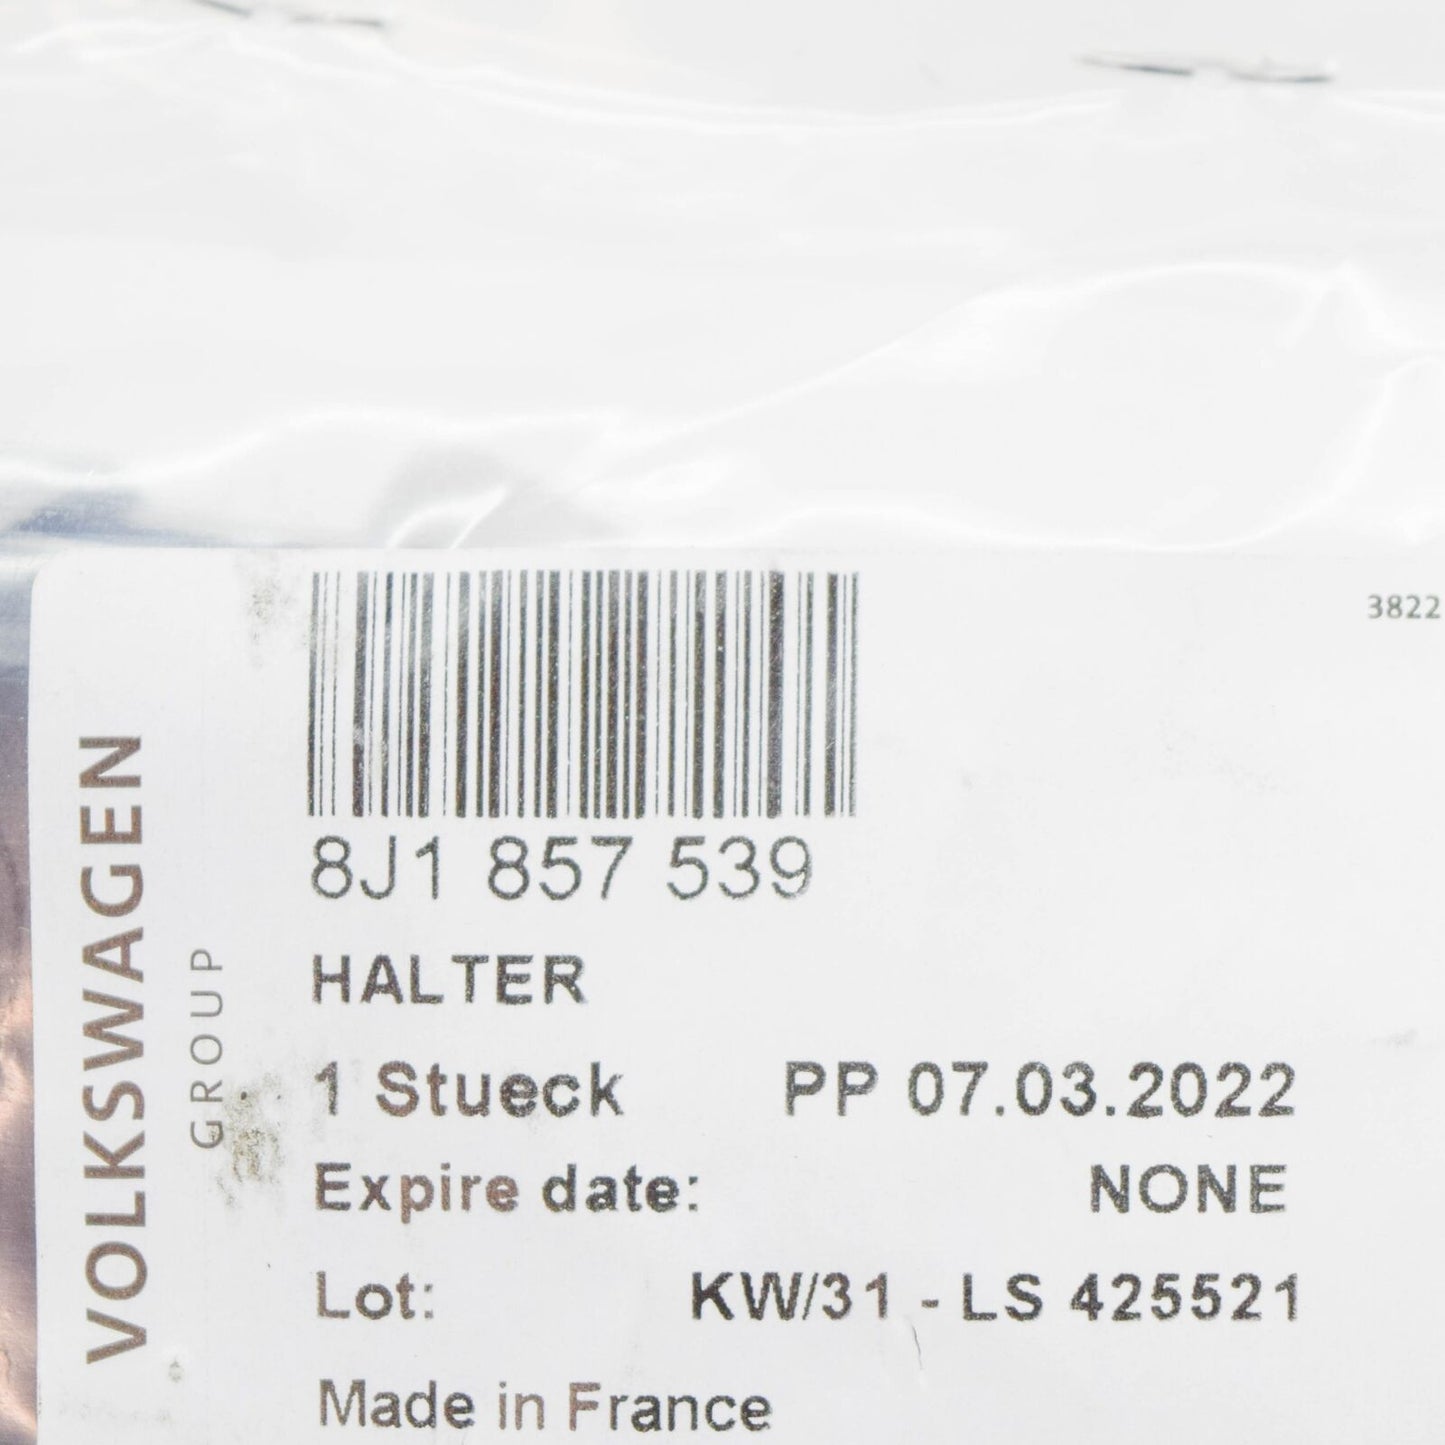 3822
8J1 857 539
HALTER
1 Stueck PP 07.03.2022
Expire date: NONE
Lot: KW/31 - LS 425521
Made in France
VOLKSWAGEN
GROUP